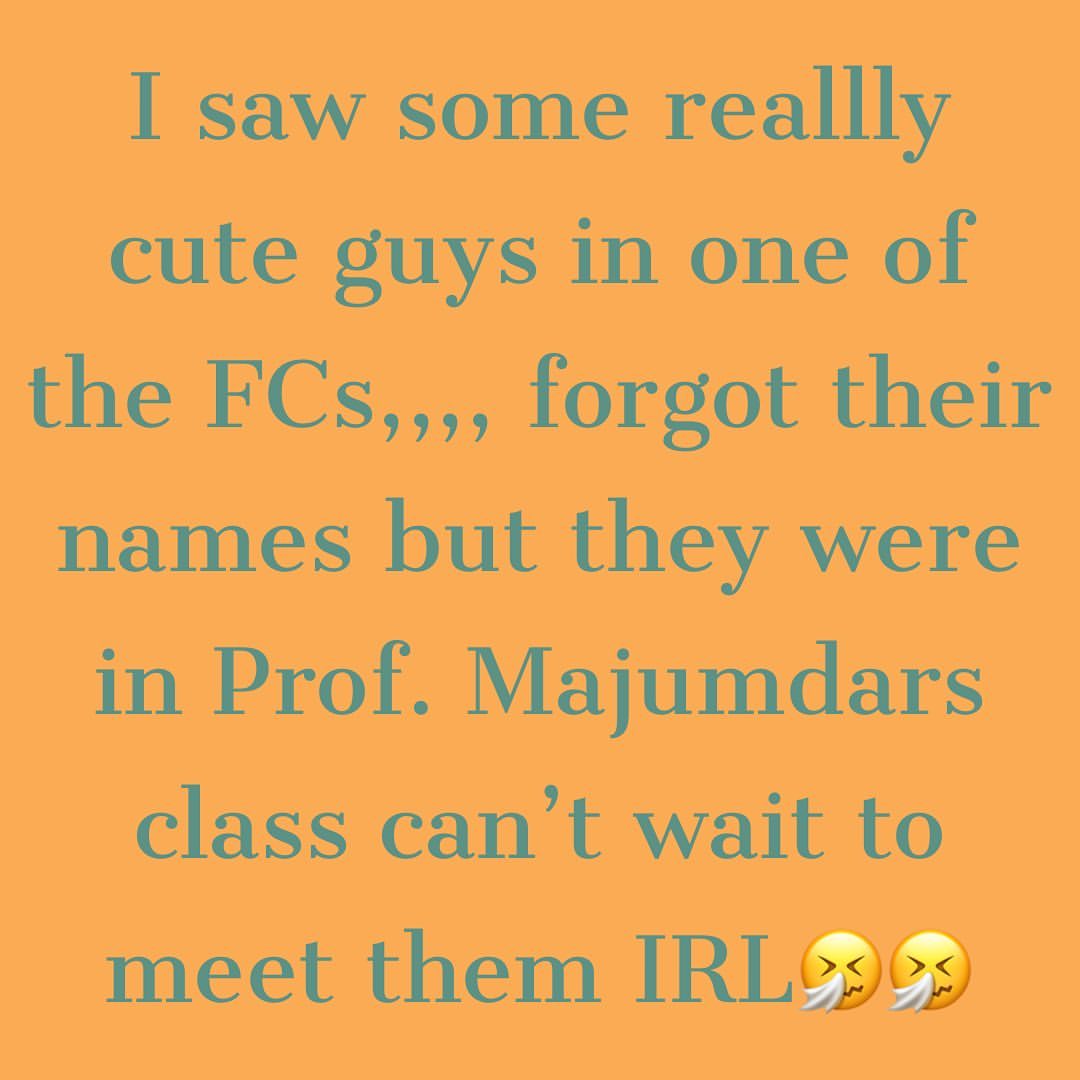 I saw some reallly
cute guys in one of
the FCs,,,, forgot their
names but they were
in Prof. Majumdars
class can’t wait to
meet them IRL🤧🤧